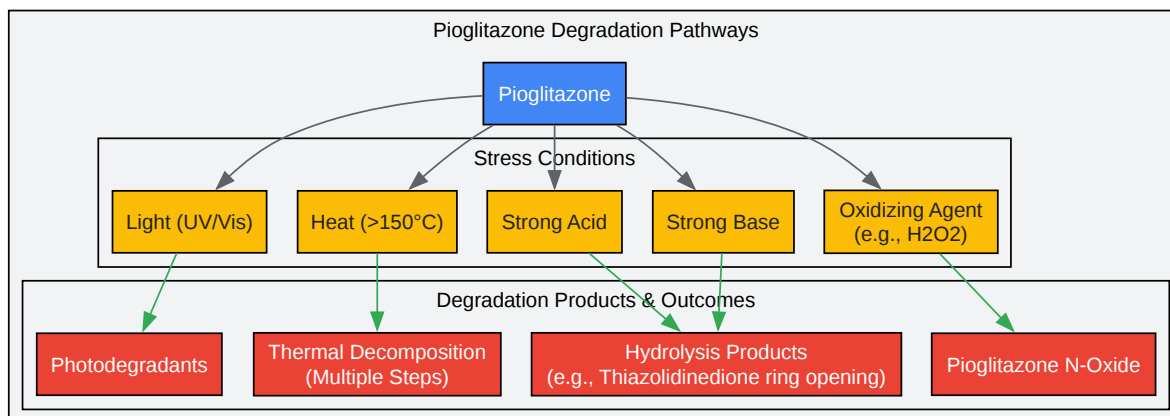 Pioglitazone Degradation Pathways
Pioglitazone
Stress Conditions
Light (UV/Vis)
Heat (>150°C)
Strong Acid
Strong Base
Oxidizing Agent
(e.g., H2O2)
Degradation Products & Outcomes
Photodegradants
Thermal Decomposition
(Multiple Steps)
Hydrolysis Products
(e.g., Thiazolidinedione ring opening)
Pioglitazone N-Oxide